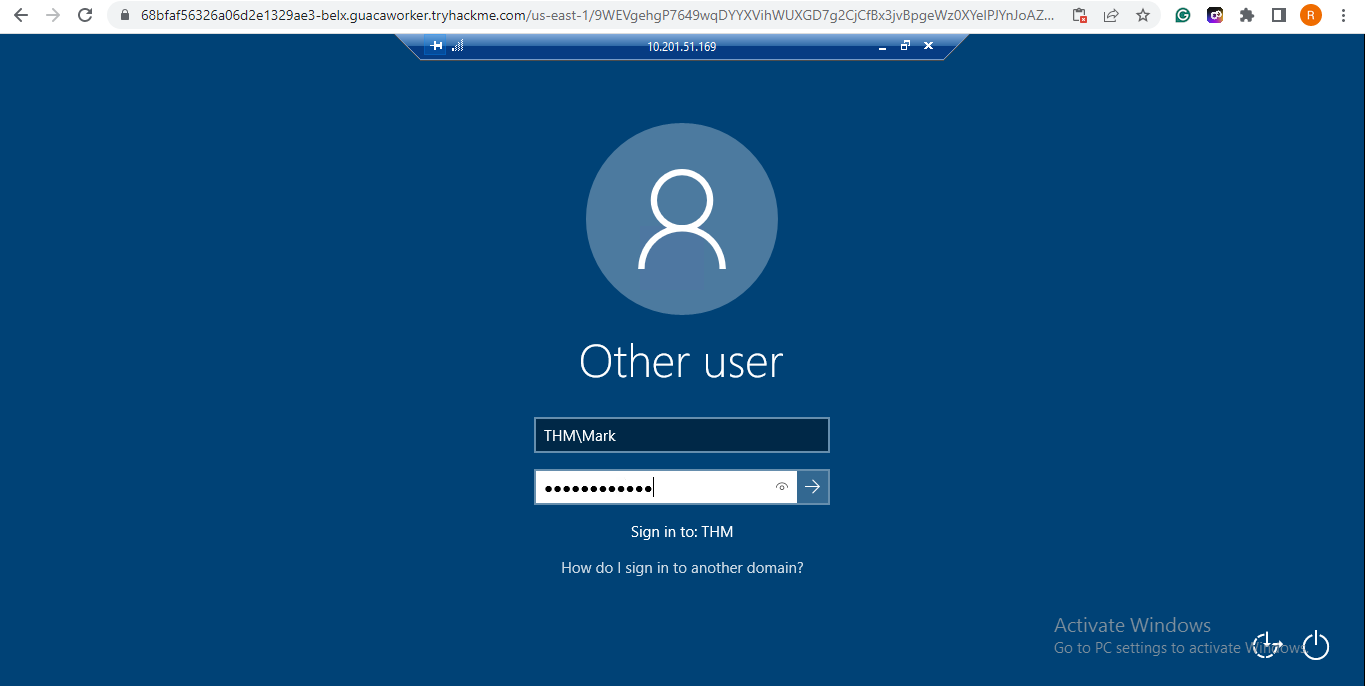 68bfaf56326a06d2e1329ae3-belx.guacaworker.tryhackme.com/us-east-1/9WEVgehgP7649wqDYYXVihWUXGD7g2CjCfBx3jvBpgeWz0XYelPJYnJoAZ...
R
10.201.51.169
Other user
THM\Mark
Sign in to: THM
How do I sign in to another domain?
Activate Windows
Go to PC settings to activate Windows.